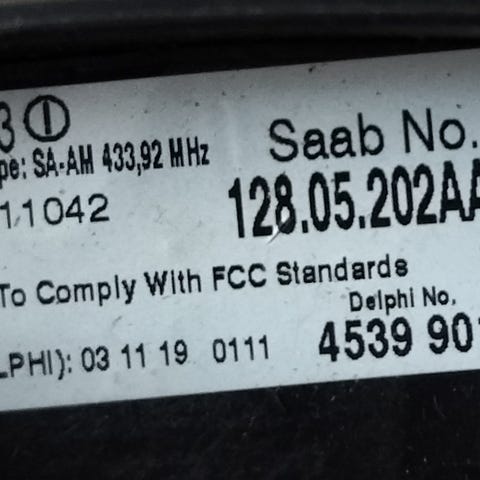 3
pe: SA-AM 433,92 MHz
Saab No.
11042
128.05.202AA
To Comply With FCC Standards
Delphi No.
LPHI): 03 11 19 0111
4539 901